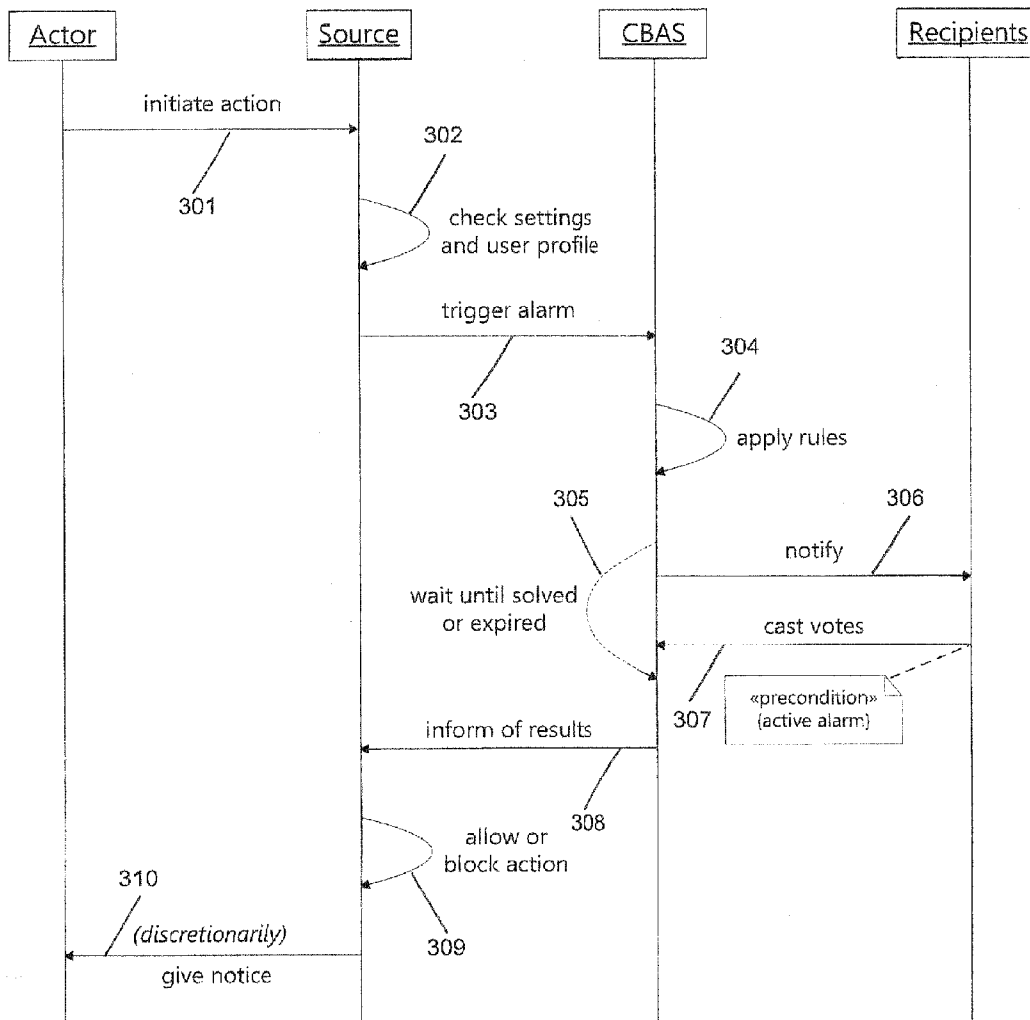 Actor
Source
CBAS
Recipients
initiate action
301
302
check settings
and user profile
trigger alarm
303
304
apply rules
305
306
notify
wait until solved
or expired
cast votes
307
«precondition»
(active alarm)
inform of results
308
allow or
block action
309
310
(discretionarily)
give notice